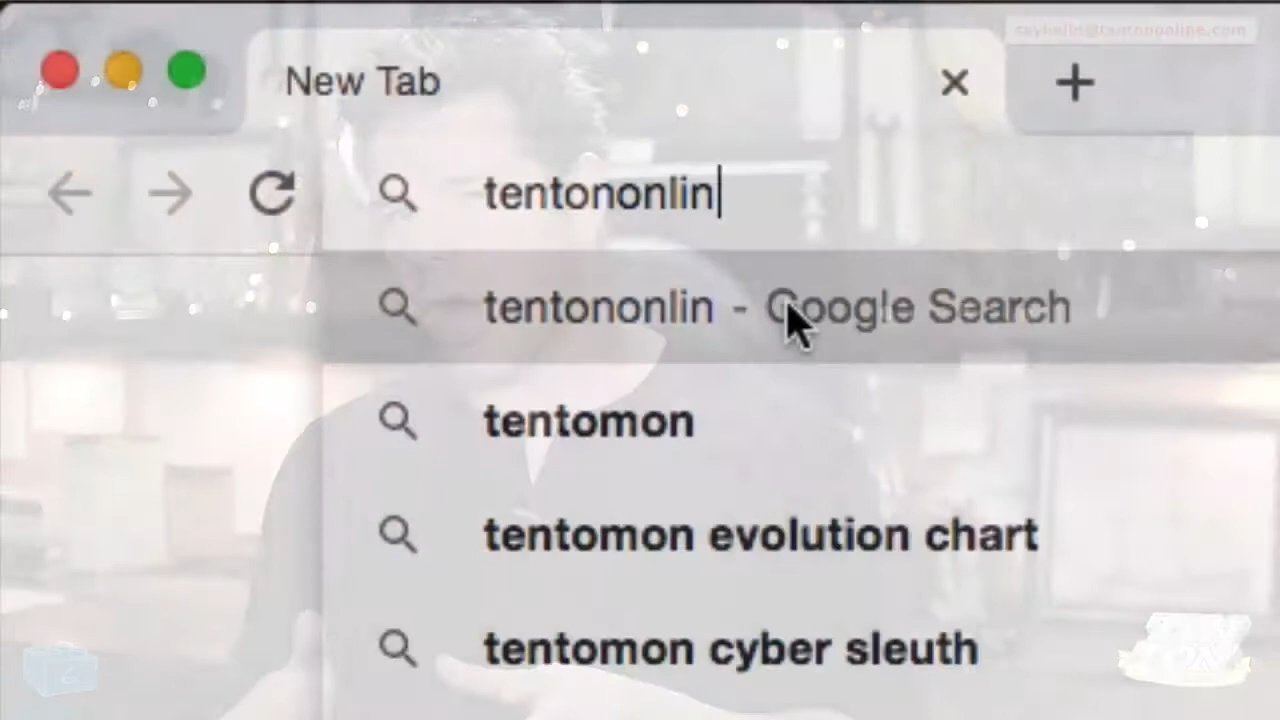 New Tab
tentononlin
tentononlin - Google Search
tentomon
tentomon evolution chart
tentomon cyber sleuth